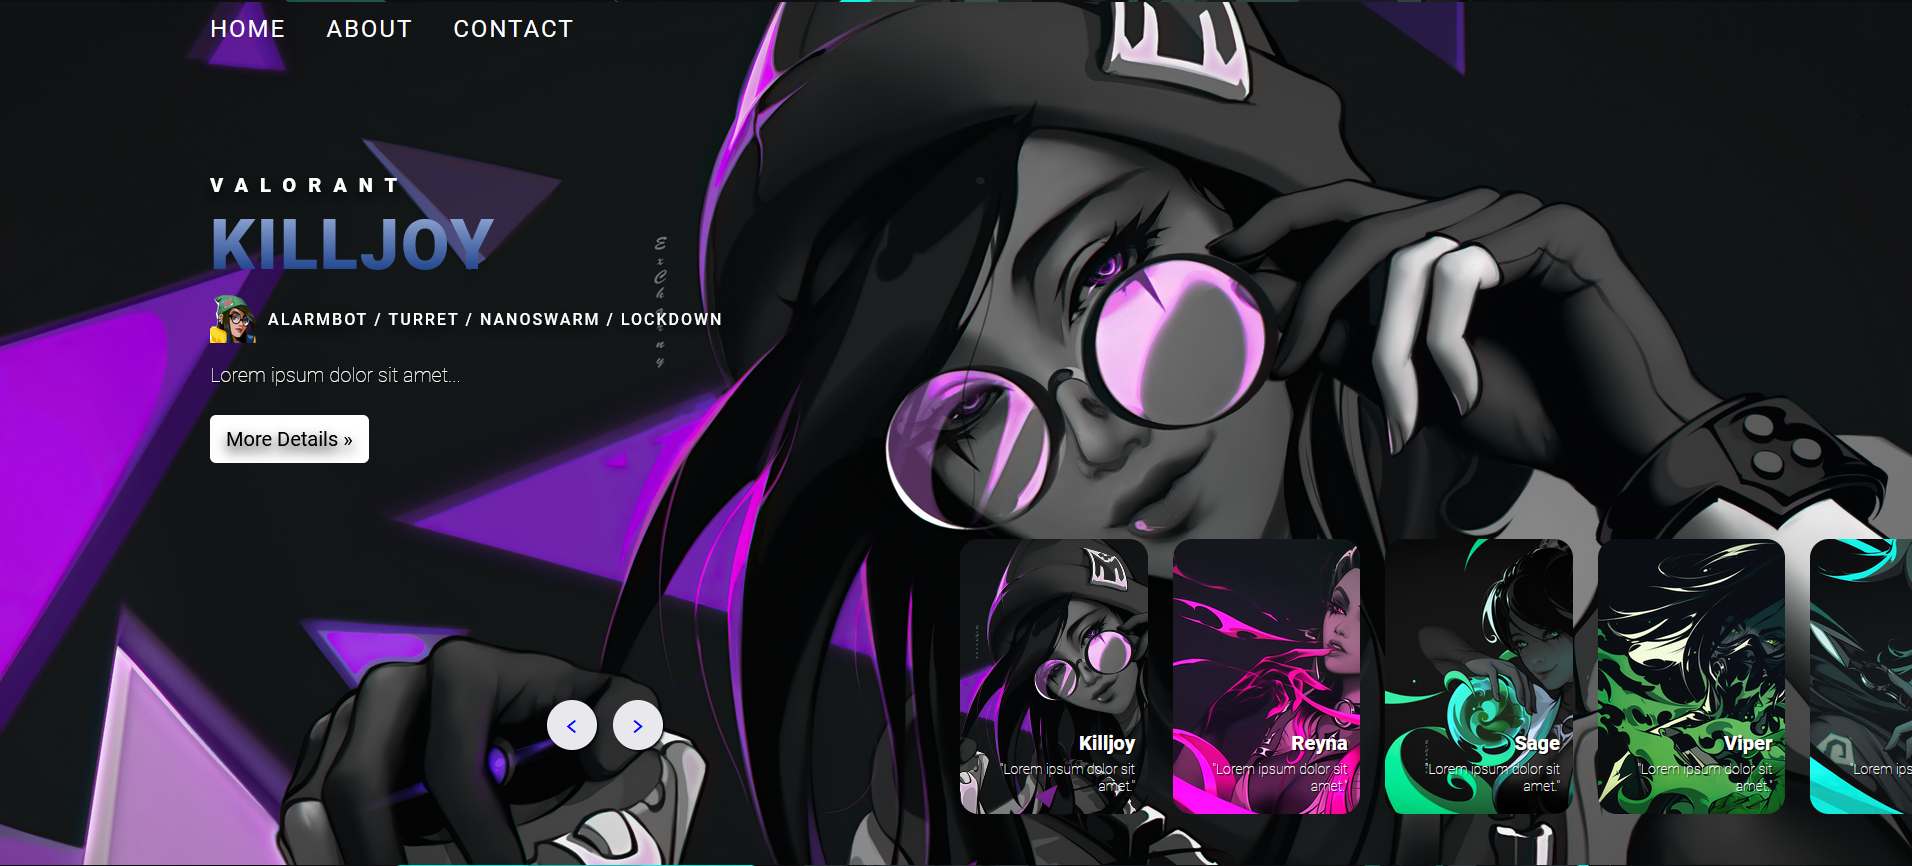 HOME ABOUT CONTACT
VALORANT
KILLJOY
ALARMBOT / TURRET / NANOSWARM / LOCKDOWN
Lorem ipsum dolor sit amet...
More Details »
Killjoy
"Lorem ipsum dolor sit
amet."
Reyna
"Lorem ipsum dolor sit
amet."
Sage
"Lorem ipsum dolor sit
amet."
Viper
"Lorem ipsum dolor sit
amet."
"Lorem ips